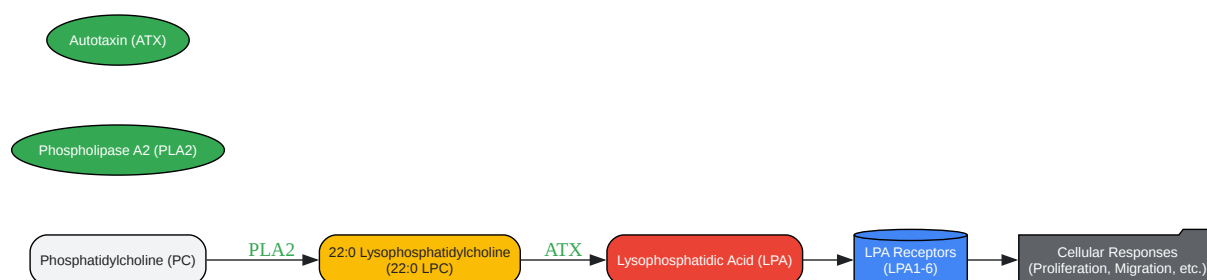 Autotaxin (ATX)
Phospholipase A2 (PLA2)
Phosphatidylcholine (PC)
PLA2
22:0 Lysophosphatidylcholine
(22:0 LPC)
ATX
Lysophosphatidic Acid (LPA)
LPA Receptors
(LPA1-6)
Cellular Responses
(Proliferation, Migration, etc.)